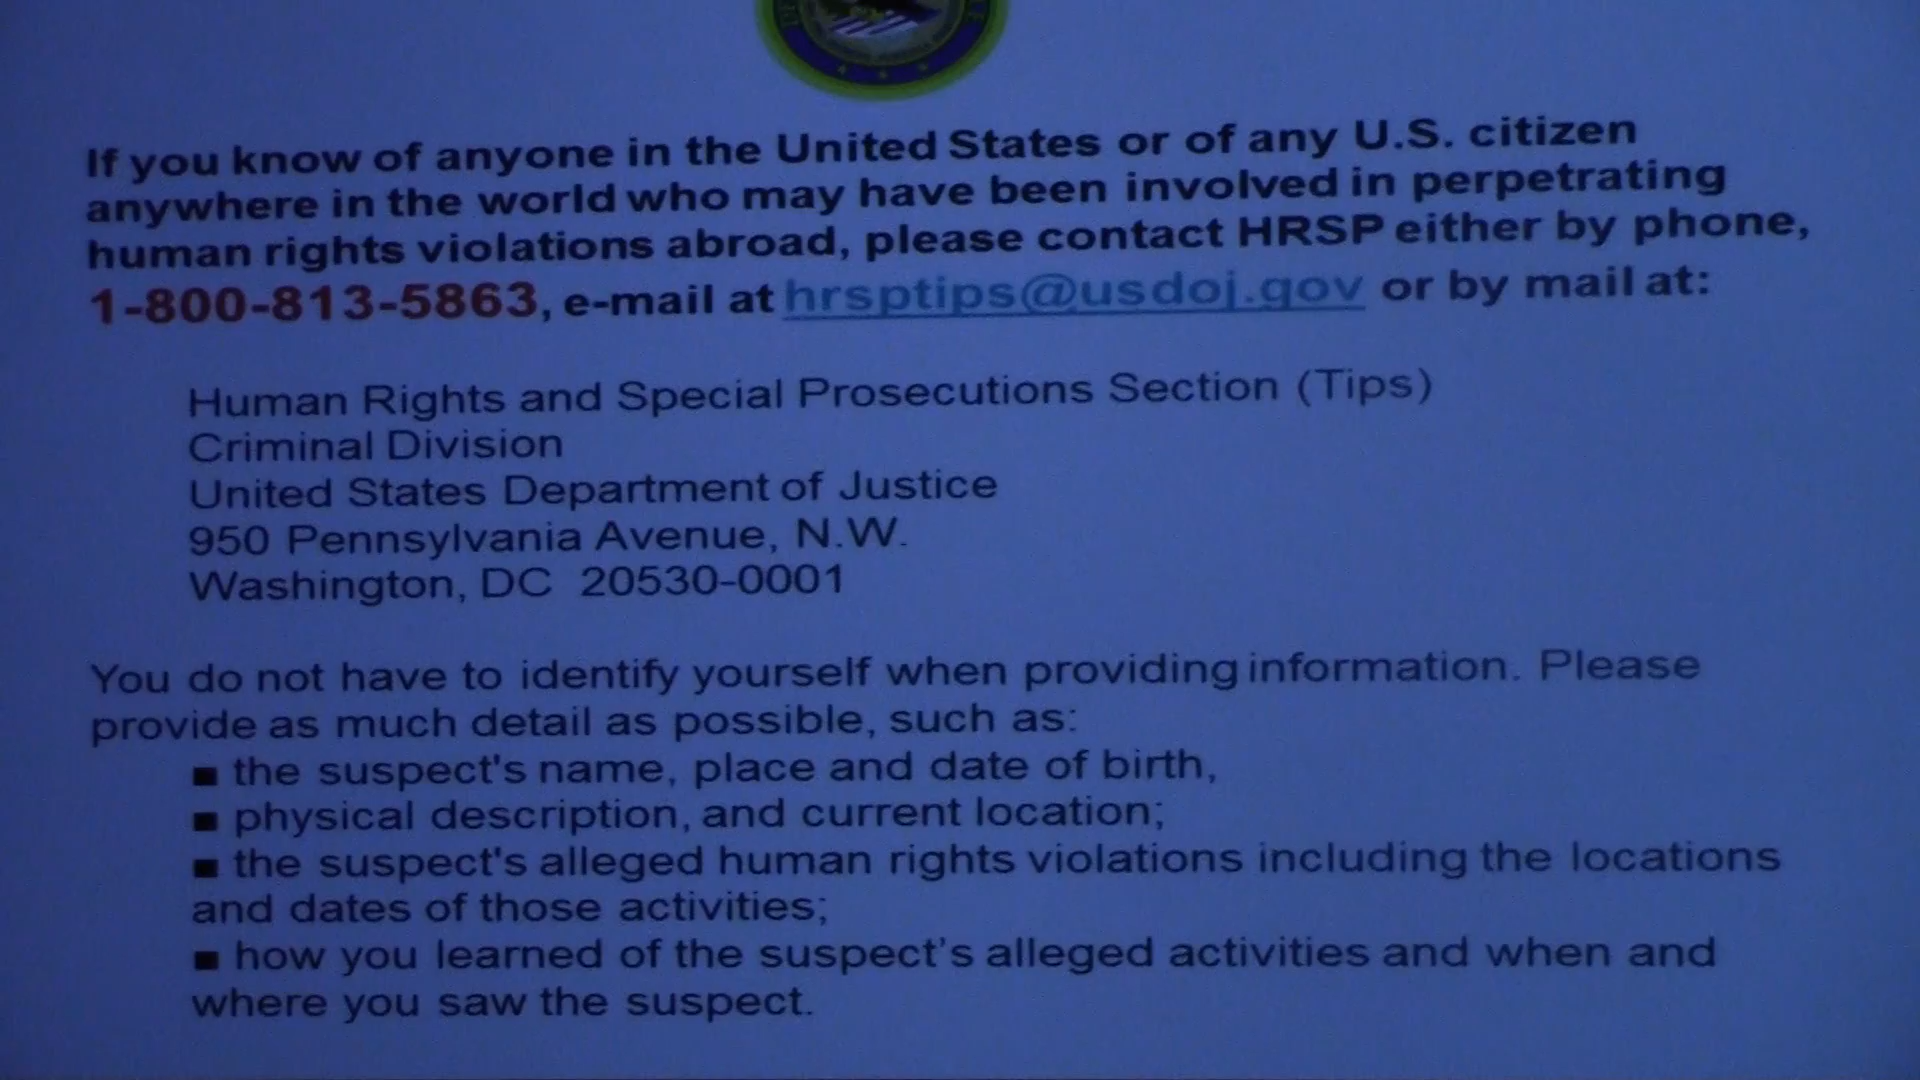 If you know of anyone in the United States or of any U.S. citizen
anywhere in the world who may have been involved in perpetrating
human rights violations abroad, please contact HRSP either by phone,
1-800-813-5863, e-mail at hrsptips@usdoj.gov or by mail at:
Human Rights and Special Prosecutions Section (Tips)
Criminal Division
United States Department of Justice
950 Pennsylvania Avenue, N.W.
Washington, DC 20530-0001
You do not have to identify yourself when providing information. Please
provide as much detail as possible, such as:
■ the suspect's name, place and date of birth,
■ physical description, and current location;
■ the suspect's alleged human rights violations including the locations
and dates of those activities;
■ how you learned of the suspect’s alleged activities and when and
where you saw the suspect.